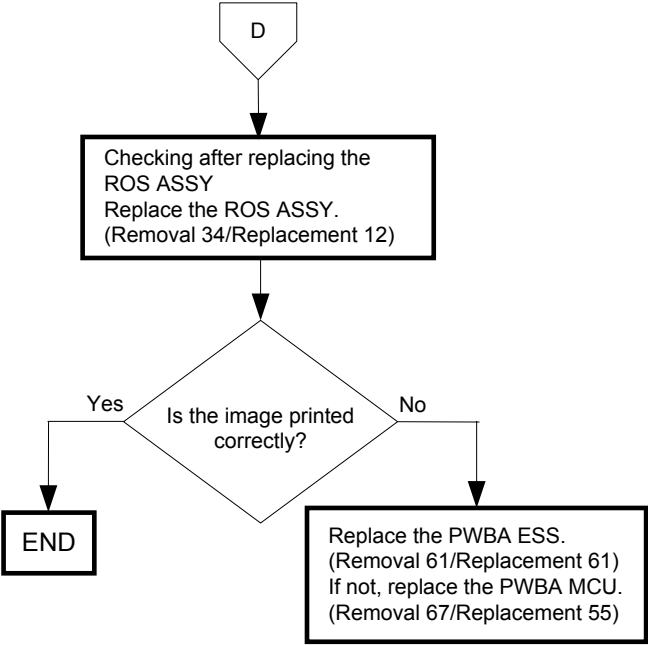 D
Checking after replacing the
ROS ASSY
Replace the ROS ASSY.
(Removal 34/Replacement 12)
Yes
No
Is the image printed
correctly?
END
Replace the PWBA ESS.
(Removal 61/Replacement 61)
If not, replace the PWBA MCU.
(Removal 67/Replacement 55)